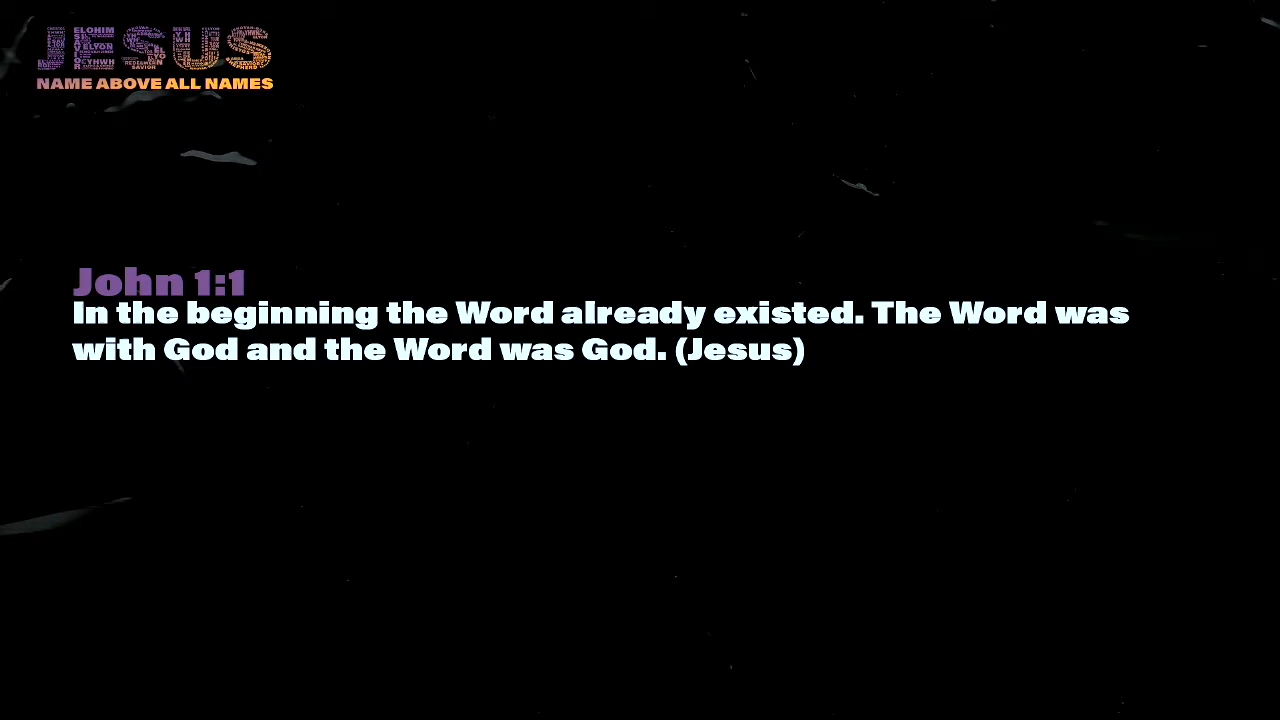 JESUS
NAME ABOVE ALL NAMES
John 1:1
In the beginning the Word already existed. The Word was
with God and the Word was God. (Jesus)